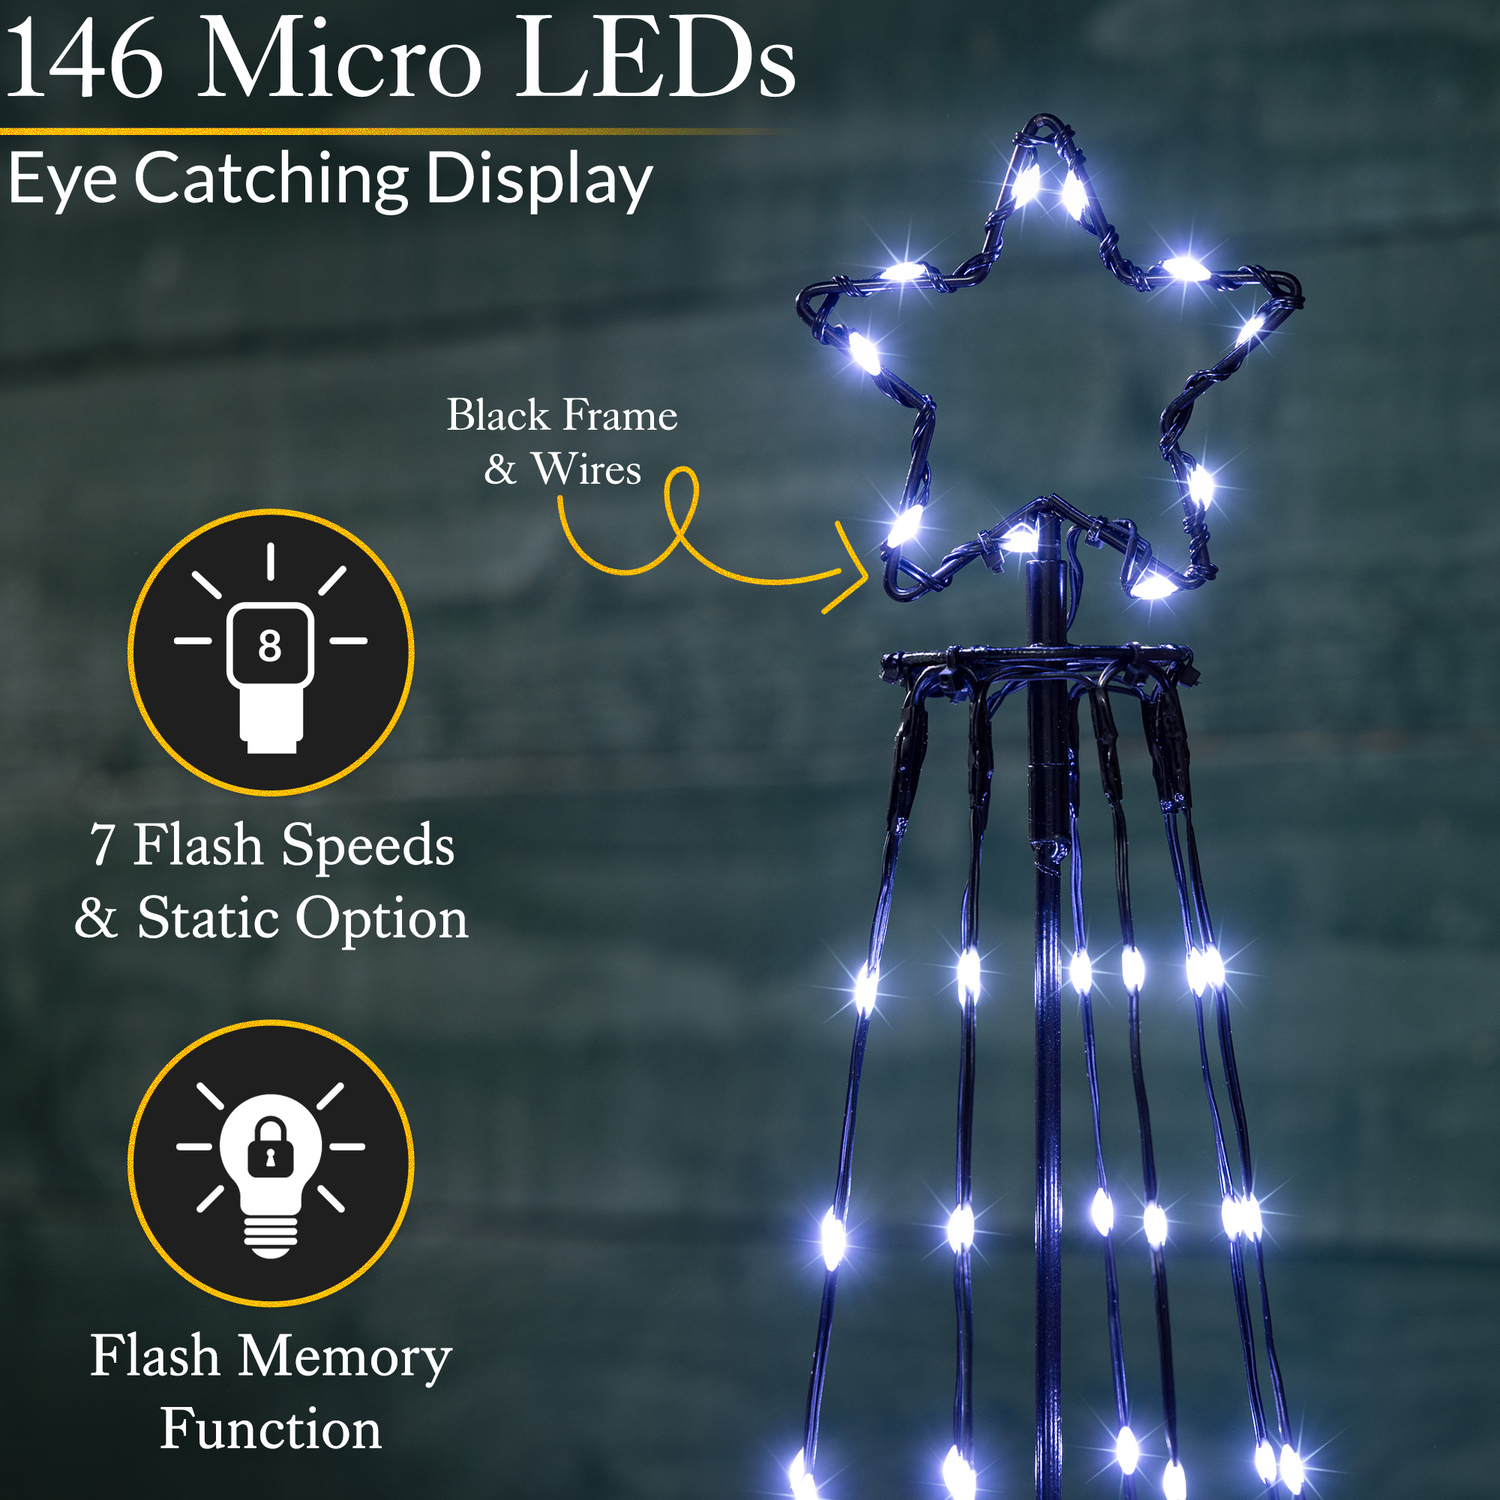 146 Micro LEDs
Eye Catching Display
Black Frame
& Wires
8
7 Flash Speeds
& Static Option
Flash Memory
Function